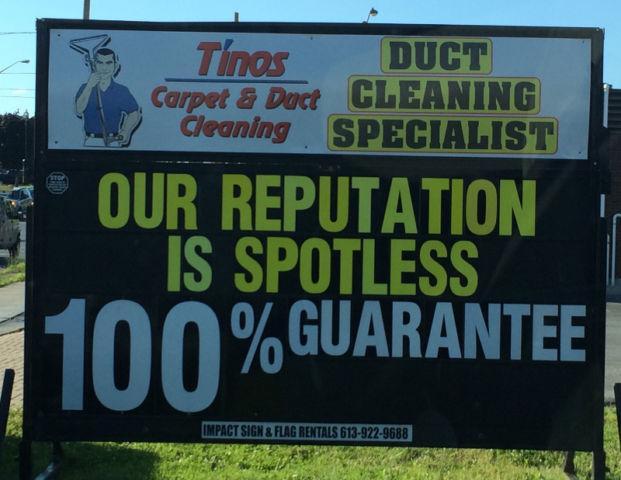 Tinos
Carpet & Duct
Cleaning
DUCT
CLEANING
SPECIALIST
STOP
OUR REPUTATION
IS SPOTLESS
100% GUARANTEE
IMPACT SIGN & FLAG RENTALS 613-922-9688